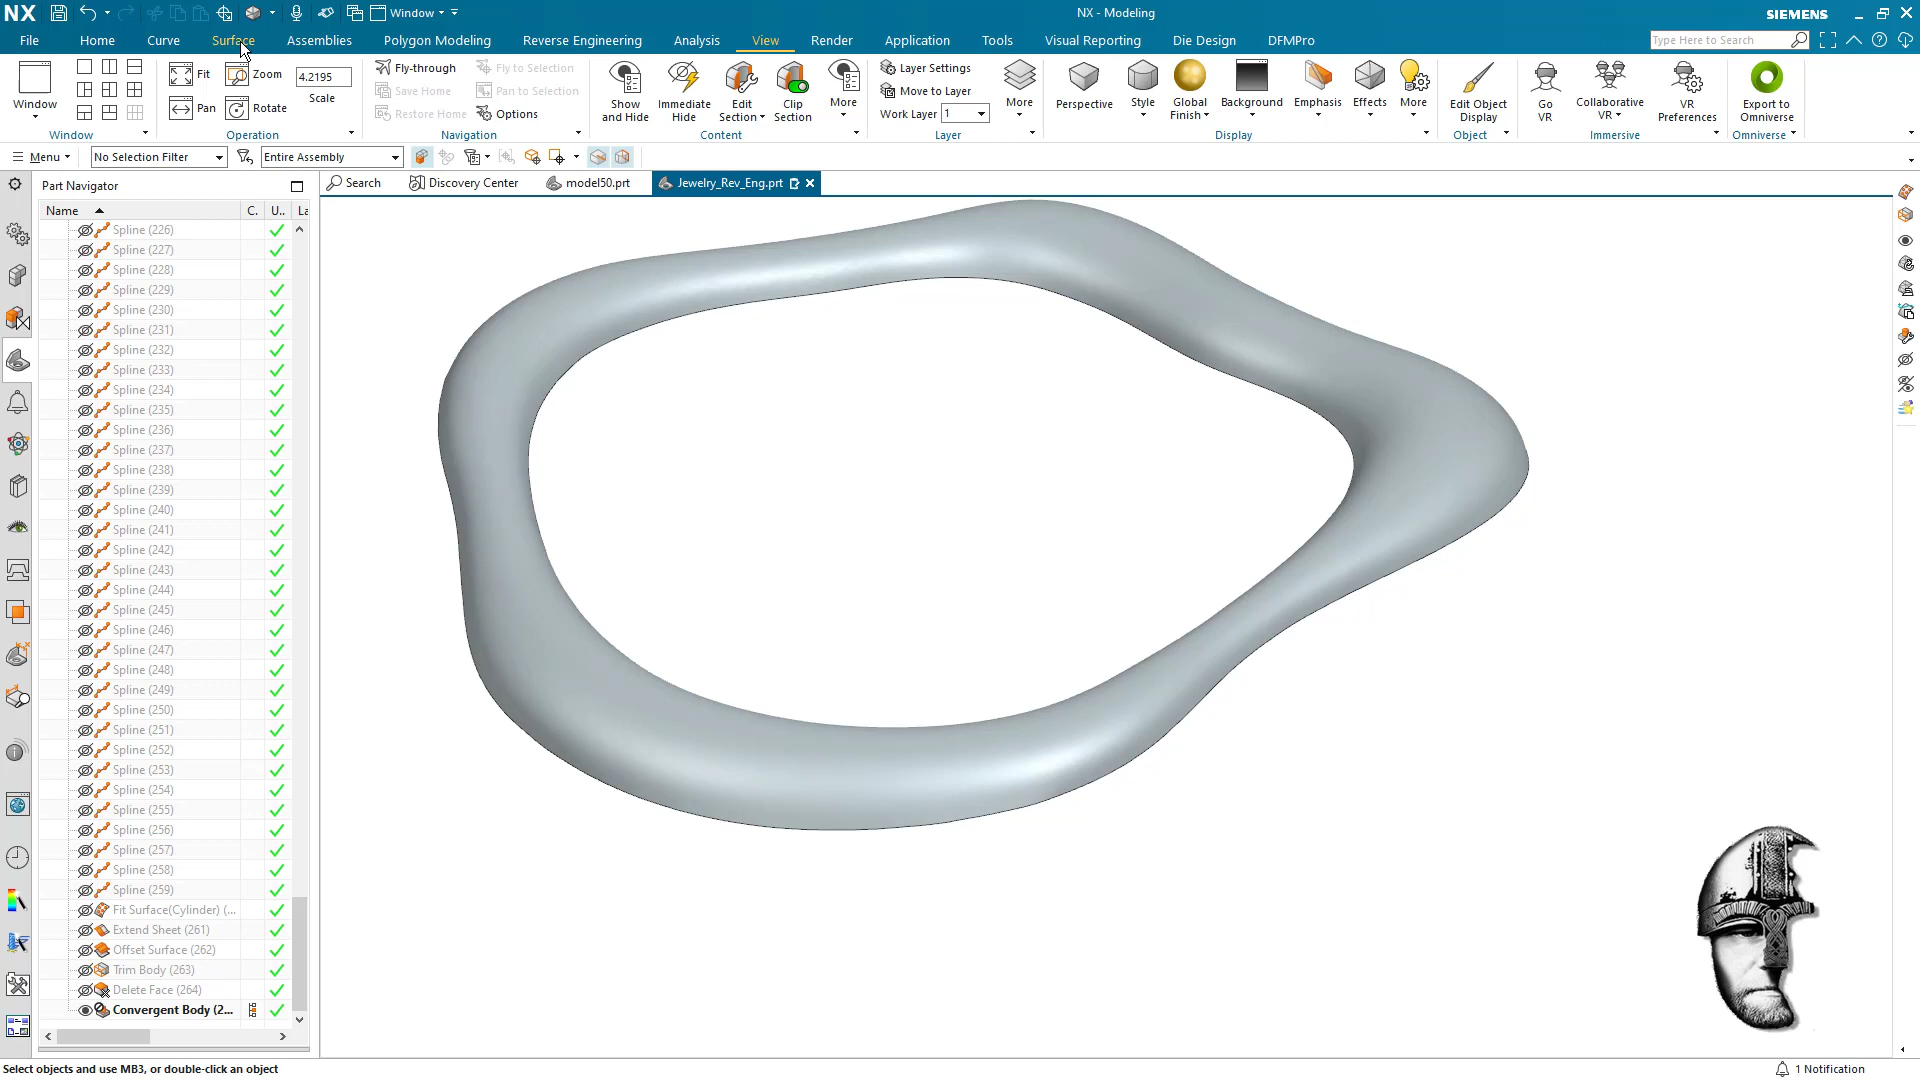 NX
Window
NX - Modeling
SIEMENS
File
Home
Curve
Surface
Assemblies
Polygon Modeling
Reverse Engineering
Analysis
View
Render
Application
Tools
Visual Reporting
Die Design
DFMPro
Type Here to Search
Window
Window
Fit
Zoom
4.2195
Pan
Rotate
Scale
Operation
Fly-through
Fly to Selection
Save Home
Pan to Selection
Restore Home
Options
Navigation
Show and Hide
Immediate Hide
Edit Section
Clip Section
More
Content
Layer Settings
Move to Layer
Work Layer 1
More
Layer
Perspective
Style
Global Finish
Background
Emphasis
Effects
More
Display
Edit Object Display
Object
Go VR
Collaborative VR
VR Preferences
Immersive
Export to Omniverse
Omniverse
Menu
No Selection Filter
Entire Assembly
Part Navigator
Search
Discovery Center
model50.prt
Jewelry_Rev_Eng.prt
Name
C.
U..
La
Spline (226)
Spline (227)
Spline (228)
Spline (229)
Spline (230)
Spline (231)
Spline (232)
Spline (233)
Spline (234)
Spline (235)
Spline (236)
Spline (237)
Spline (238)
Spline (239)
Spline (240)
Spline (241)
Spline (242)
Spline (243)
Spline (244)
Spline (245)
Spline (246)
Spline (247)
Spline (248)
Spline (249)
Spline (250)
Spline (251)
Spline (252)
Spline (253)
Spline (254)
Spline (255)
Spline (256)
Spline (257)
Spline (258)
Spline (259)
Fit Surface(Cylinder) (...
Extend Sheet (261)
Offset Surface (262)
Trim Body (263)
Delete Face (264)
Convergent Body (2...
Select objects and use MB3, or double-click an object
1 Notification